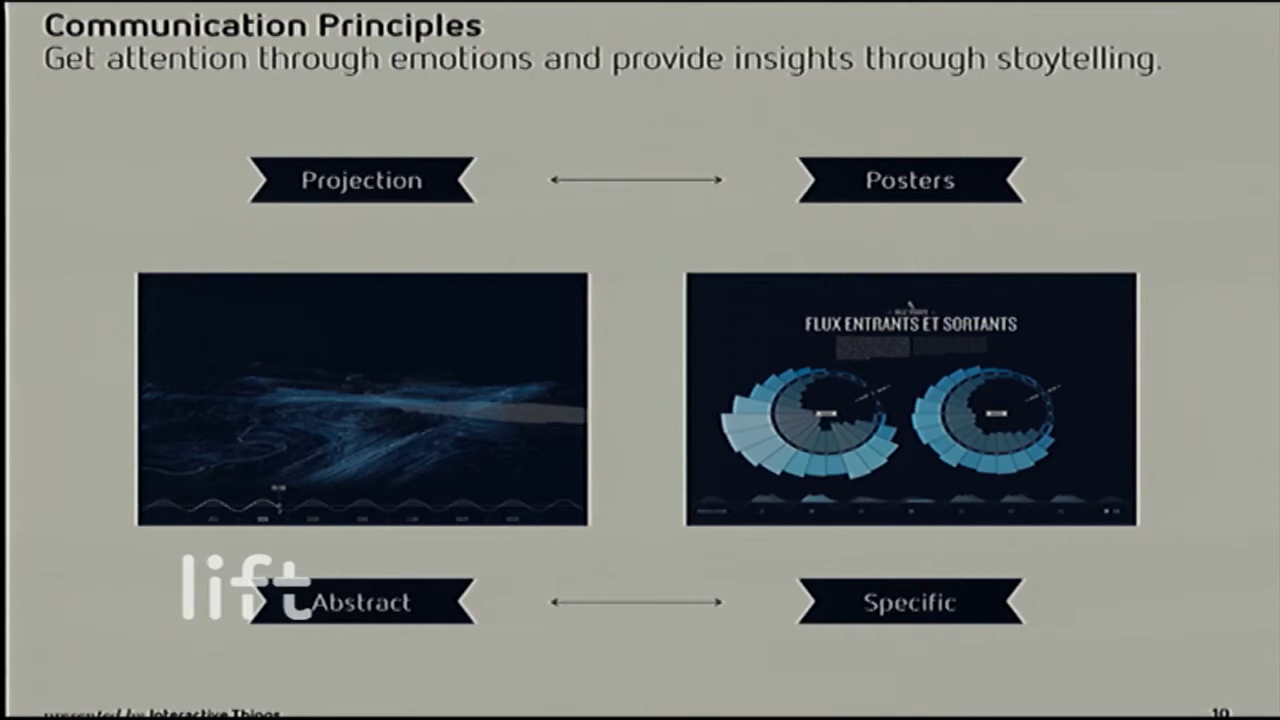 Communication Principles
Get attention through emotions and provide insights through stoytelling.
Projection
Posters
FLUX ENTRANTS ET SORTANTS
lift
Abstract
Specific
presented by Interactive Things
10